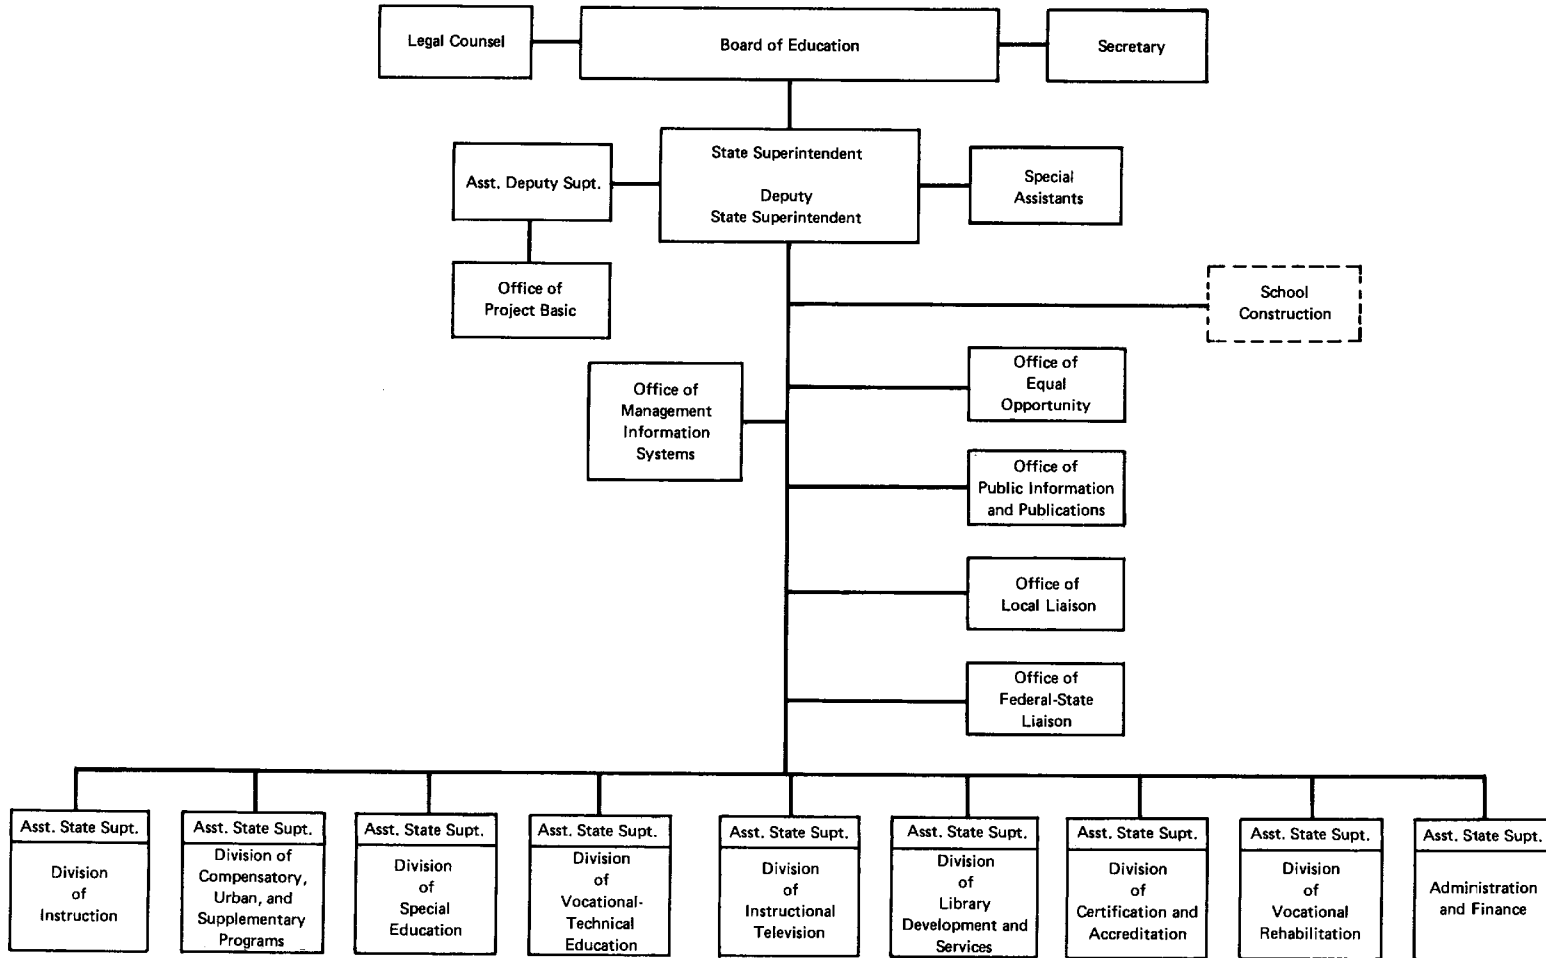 Legal Counsel
Board of Education
Secretary
State Superintendent
Deputy
State Superintendent
Asst. Deputy Supt.
Special
Assistants
Office of
Project Basic
School
Construction
Office of
Equal
Opportunity
Office of
Management
Information
Systems
Office of
Public Information
and Publications
Office of
Local Liaison
Office of
Federal-State
Liaison
Asst. State Supt.
Division
of
Instruction
Asst. State Supt.
Division of
Compensatory,
Urban, and
Supplementary
Programs
Asst. State Supt.
Division
of
Special
Education
Asst. State Supt.
Division
of
Vocational-
Technical
Education
Asst. State Supt.
Division
of
Instructional
Television
Asst. State Supt.
Division
of
Library
Development and
Services
Asst. State Supt.
Division
of
Certification and
Accreditation
Asst. State Supt.
Division
of
Vocational
Rehabilitation
Asst. State Supt.
Administration
and Finance